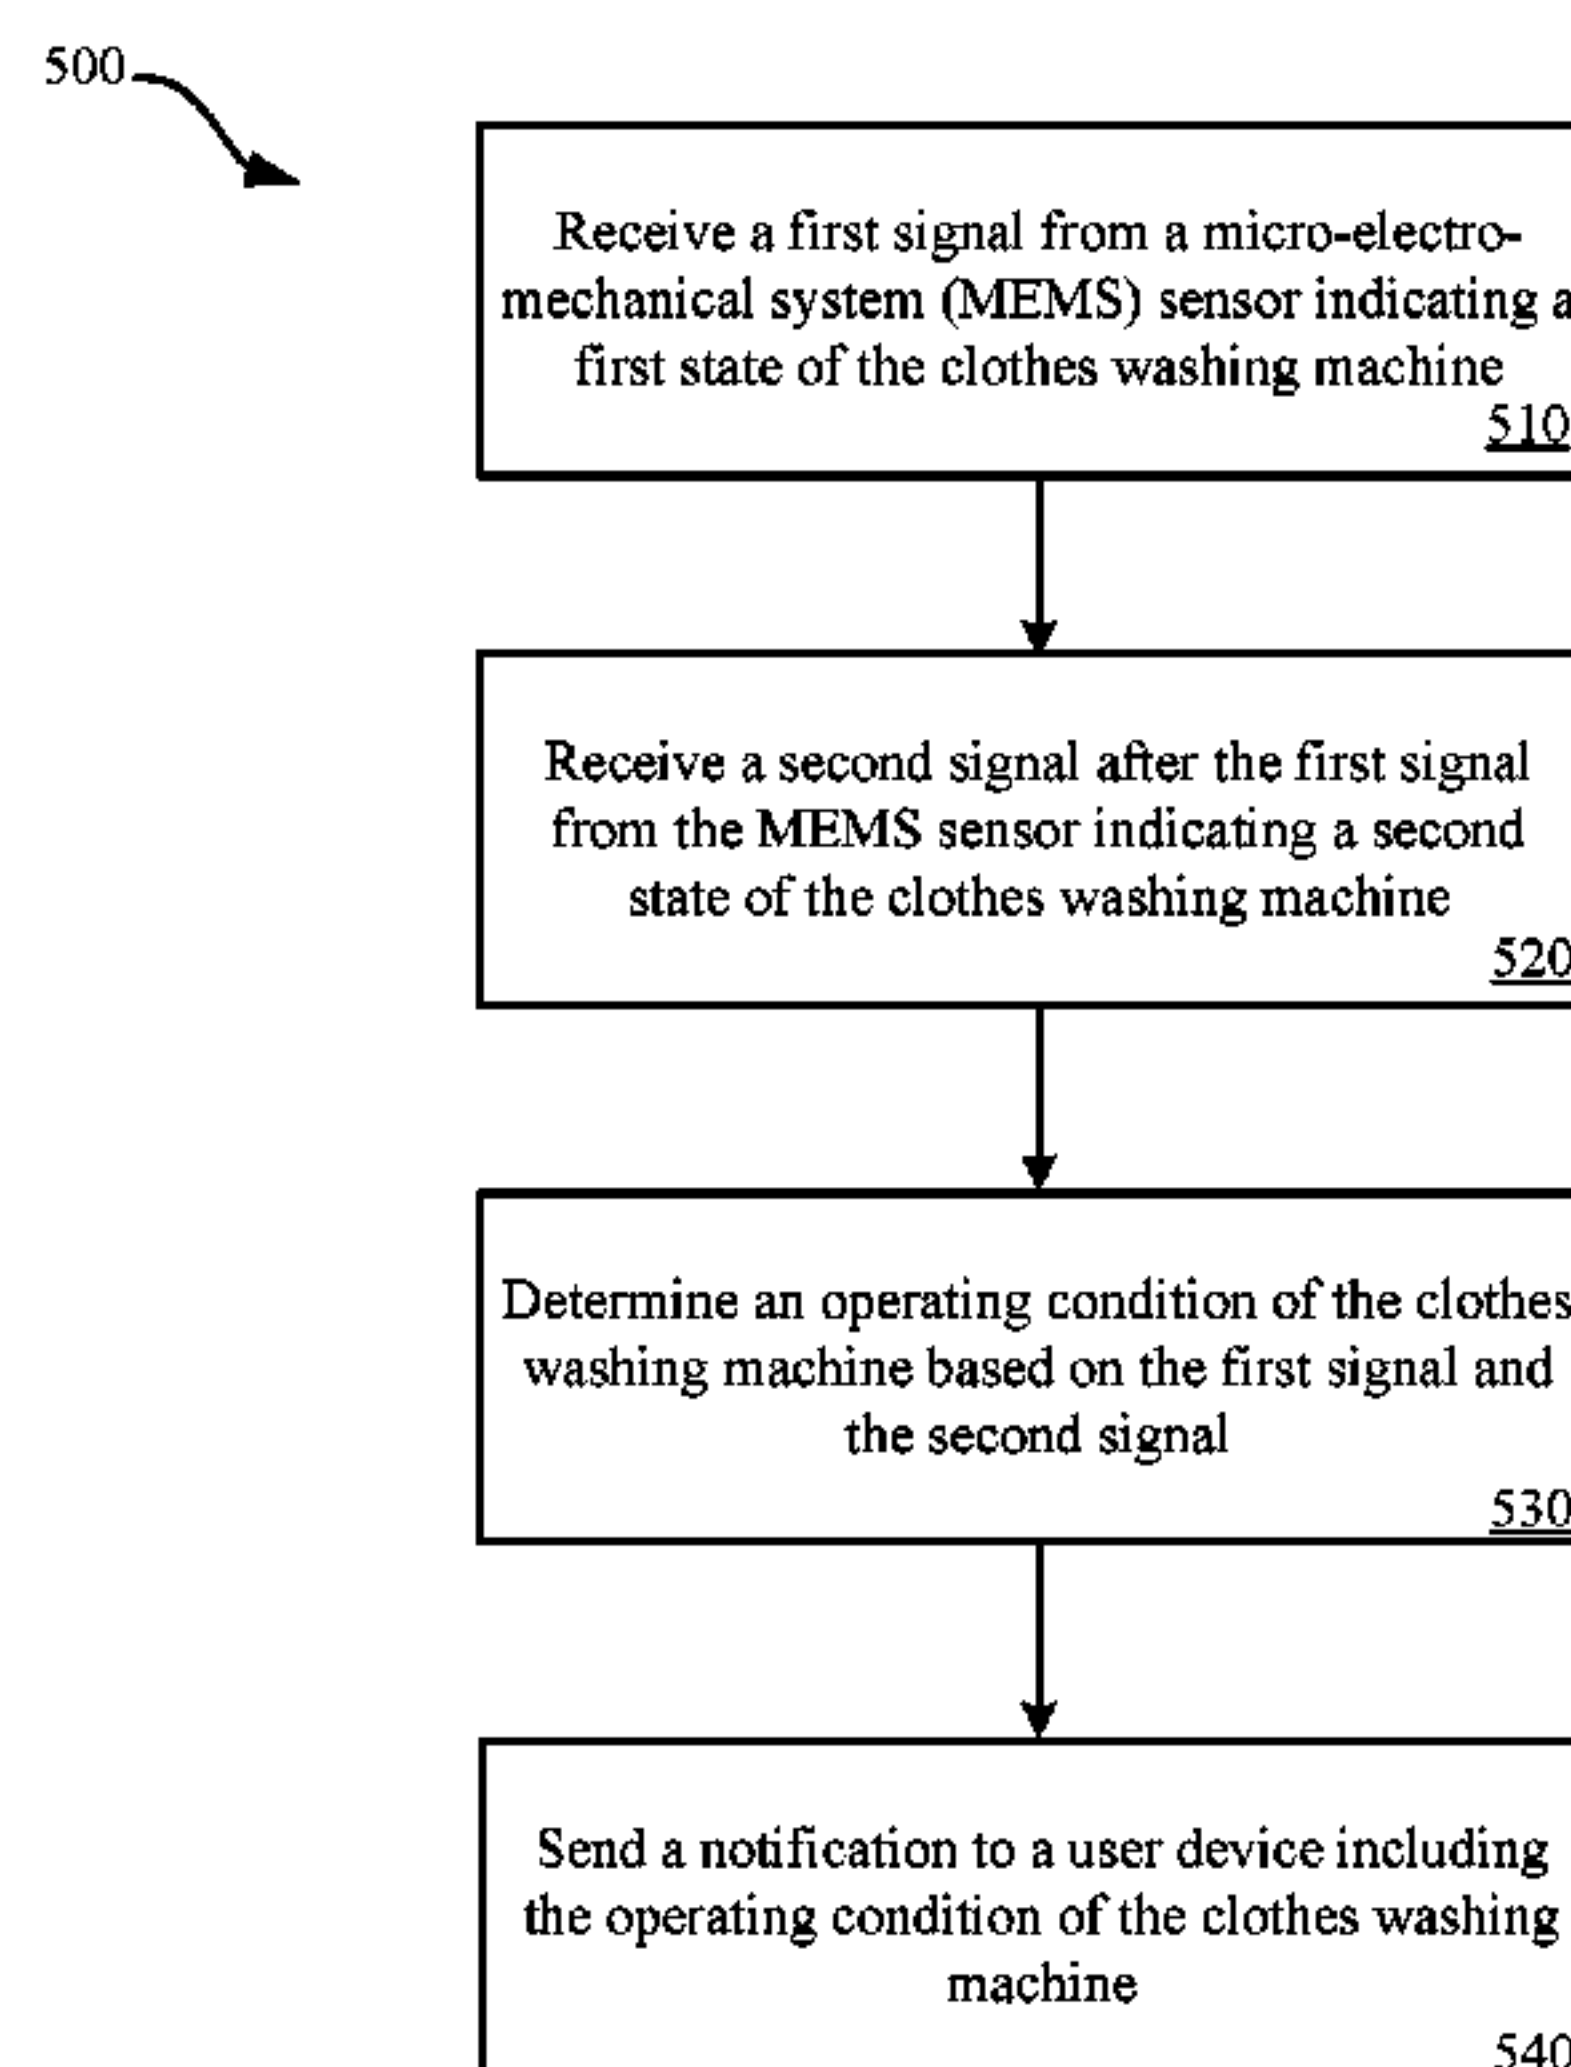 500
Receive a first signal from a micro-electro-
mechanical system (MEMS) sensor indicating a
first state of the clothes washing machine
510
Receive a second signal after the first signal
from the MEMS sensor indicating a second
state of the clothes washing machine
520
Determine an operating condition of the clothes
washing machine based on the first signal and
the second signal
530
Send a notification to a user device including
the operating condition of the clothes washing
machine
540